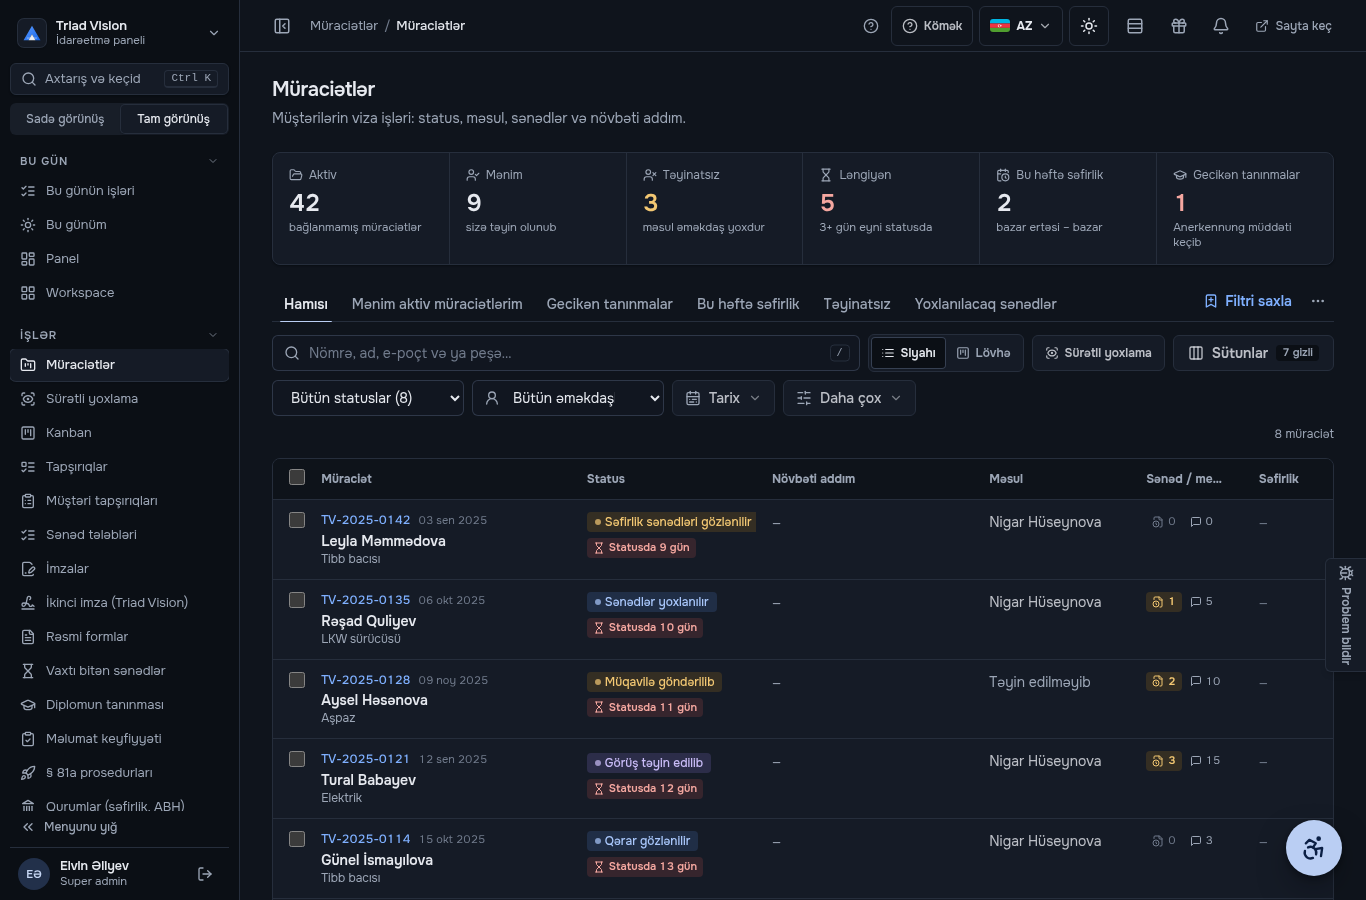 Triad Vision
İdarəetmə paneli
Axtarış və keçid
Ctrl K
Sadə görünüş
Tam görünüş
BU GÜN
Bu günün işləri
Bu günüm
Panel
Workspace
İŞLƏR
Müraciətlər
Sürətli yoxlama
Kanban
Tapşırıqlar
Müştəri tapşırıqları
Sənəd tələbləri
İmzalar
İkinci imza (Triad Vision)
Rəsmi formlar
Vaxtı bitən sənədlər
Diplomun tanınması
Məlumat keyfiyyəti
§ 81a prosedurları
Qurumlar (səfirlik, ABH)
Menyunu yığ
EƏ
Elvin Əliyev
Super admin
Müraciətlər / Müraciətlər
Kömək
AZ
Sayta keç
Müraciətlər
Müştərilərin viza işləri: status, məsul, sənədlər və növbəti addım.
Aktiv
42
bağlanmamış müraciətlər
Mənim
9
sizə təyin olunub
Təyinatsız
3
məsul əməkdaş yoxdur
Ləngiyən
5
3+ gün eyni statusda
Bu həftə səfirlik
2
bazar ertəsi – bazar
Gecikən tanınmalar
1
Anerkennung müddəti
keçib
Hamısı
Mənim aktiv müraciətlərim
Gecikən tanınmalar
Bu həftə səfirlik
Təyinatsız
Yoxlanılacaq sənədlər
Filtri saxla
Nömrə, ad, e-poçt və ya peşə...
/
Siyahı
Lövhə
Sürətli yoxlama
Sütunlar
7 gizli
Bütün statuslar (8)
Bütün əməkdaş
Tarix
Daha çox
8 müraciət
Müraciət
Status
Növbəti addım
Məsul
Sənəd / me...
Səfirlik
TV-2025-0142 03 sen 2025
Leyla Məmmədova
Tibb bacısı
Səfirlik sənədləri gözlənilir
Statusda 9 gün
–
Nigar Hüseynova
0
0
–
TV-2025-0135 06 okt 2025
Rəşad Quliyev
LKW sürücüsü
Sənədlər yoxlanılır
Statusda 10 gün
–
Nigar Hüseynova
1
5
–
TV-2025-0128 09 noy 2025
Aysel Həsənova
Aşpaz
Müqavilə göndərilib
Statusda 11 gün
–
Təyin edilməyib
2
10
–
TV-2025-0121 12 sen 2025
Tural Babayev
Elektrik
Görüş təyin edilib
Statusda 12 gün
–
Nigar Hüseynova
3
15
–
TV-2025-0114 15 okt 2025
Günel İsmayılova
Tibb bacısı
Qərar gözlənilir
Statusda 13 gün
–
Nigar Hüseynova
0
3
–
Problem bildir